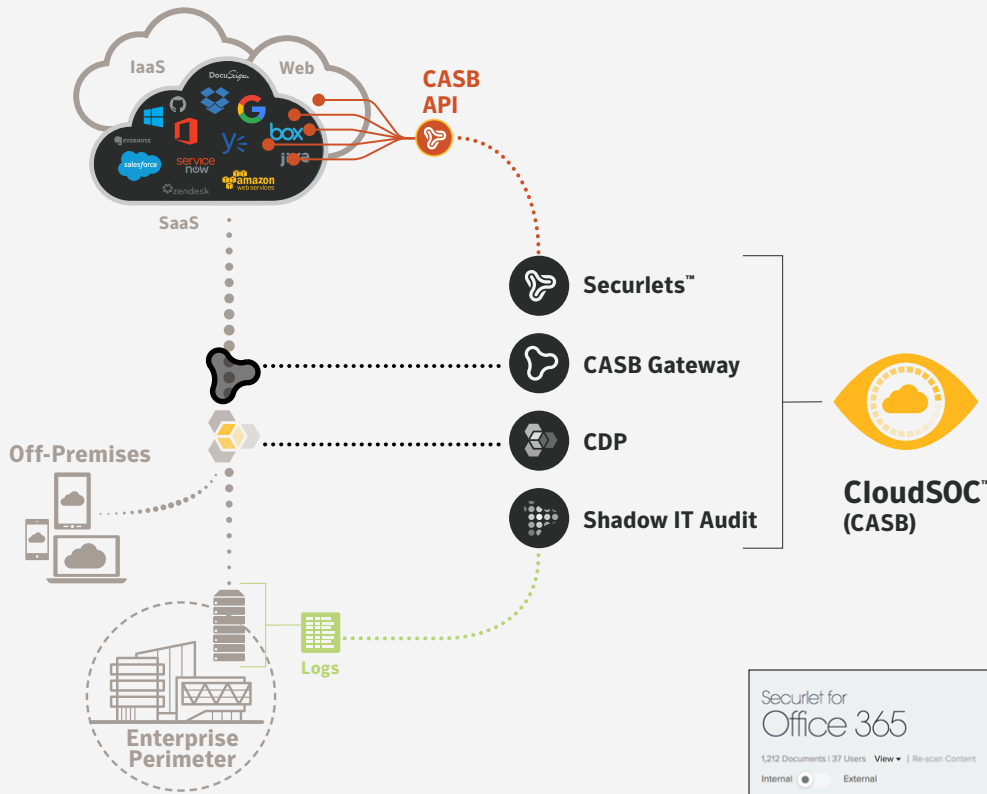 IaaS
Web
DocuSign
EVERNOTE
box
jive
salesforce
service
now
zendesk
amazon
web services
SaaS
CASB
API
Securlets™
CASB Gateway
CDP
Shadow IT Audit
CloudSOC™
(CASB)
Off-Premises
Logs
Enterprise
Perimeter
Securlet for
Office 365
1,212 Documents | 37 Users View ▾ | Re-scan Content
Internal External